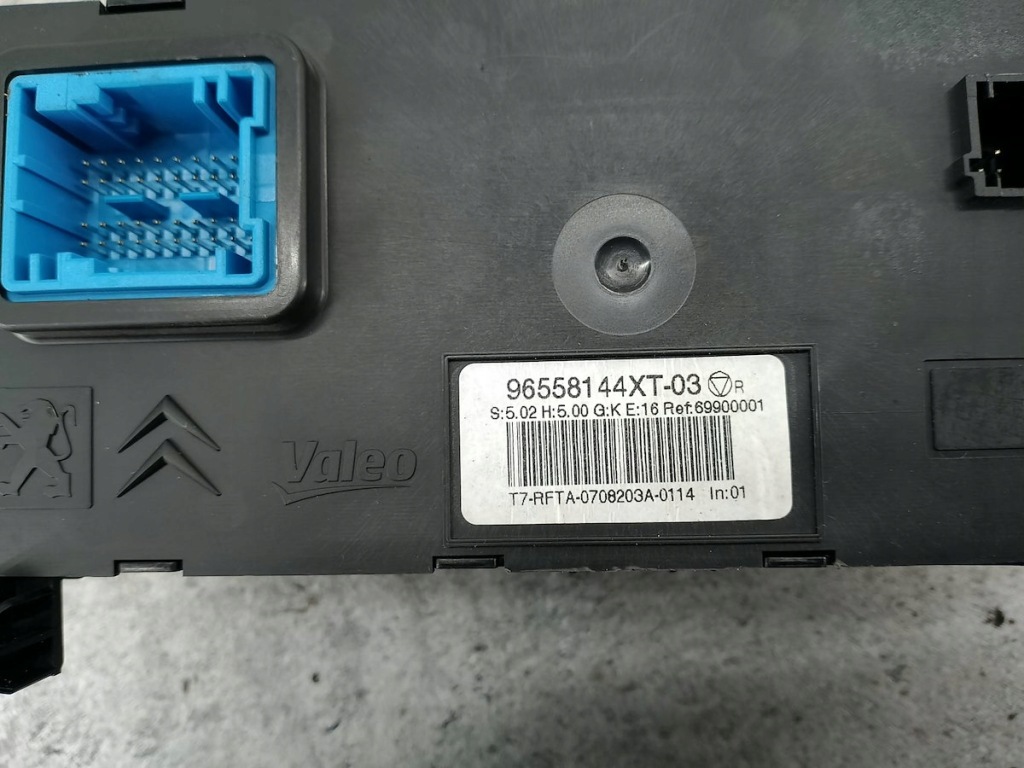 96558144XT-03 R
S:5.02 H:5.00 G:K E:16 Ref:69900001
T7-RFTA-0708203A-0114 In:01
Valeo